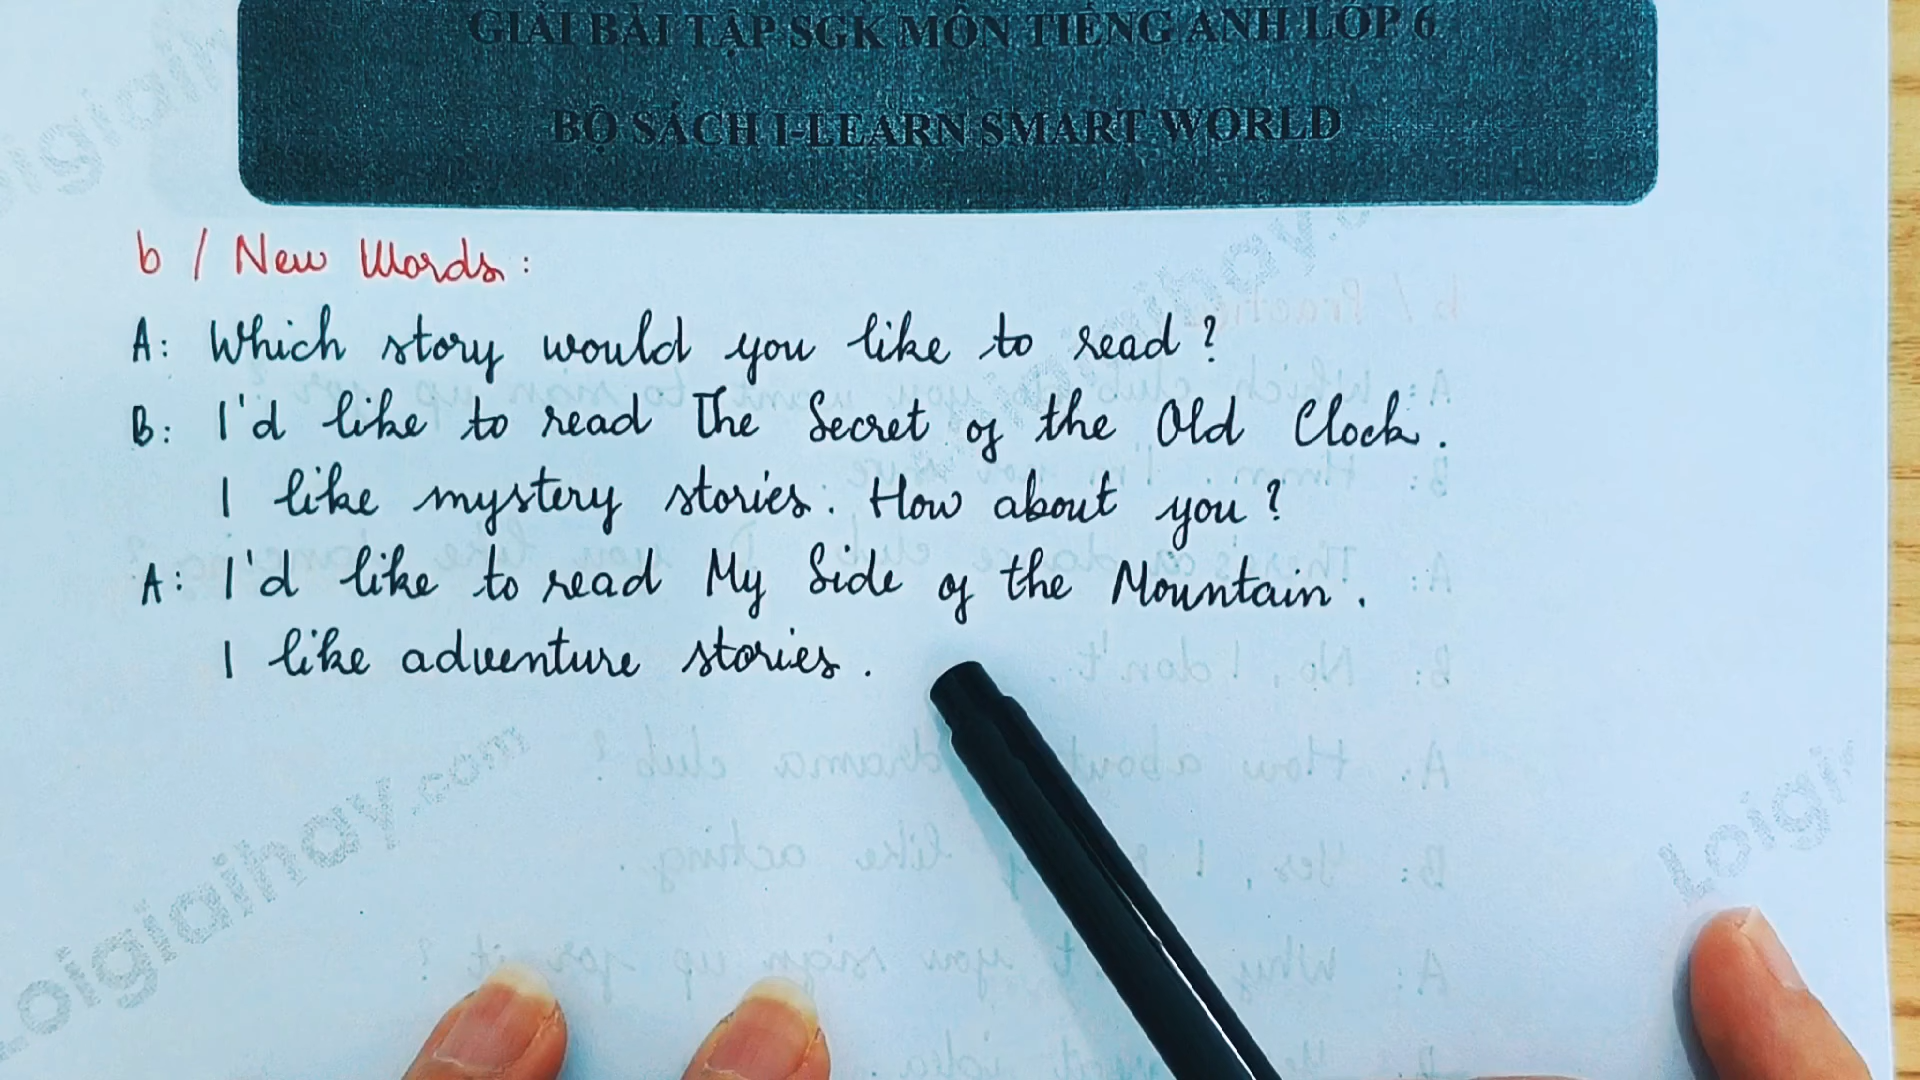 GIẢI BÀI TẬP SGK MÔN TIẾNG ANH LỚP 6
BỘ SÁCH I-LEARN SMART WORLD
b / New Words:
A: Which story would you like to read?
B: I'd like to read The Secret of the Old Clock.
I like mystery stories. How about you?
A: I'd like to read My Side of the Mountain.
I like adventure stories.
Loigiaihay.com